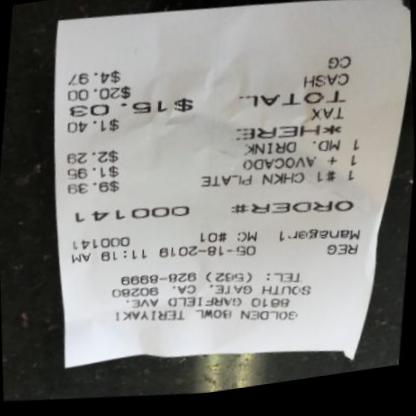 GOLDEN BOWL TERIYAKI
8610 GARFIELD AVE.
SOUTH GATE, CA. 90280
TEL: (562) 928-8999
REG 05-18-2019 11:19 AM
Manager1 MC #01 000141
ORDER# 000141
1 #1 CHKN PLATE $9.39
1 + AVOCADO $1.95
1 MD. DRINK $2.29
*HERE*
TAX $1.40
TOTAL $15.03
CASH $20.00
CG $4.97